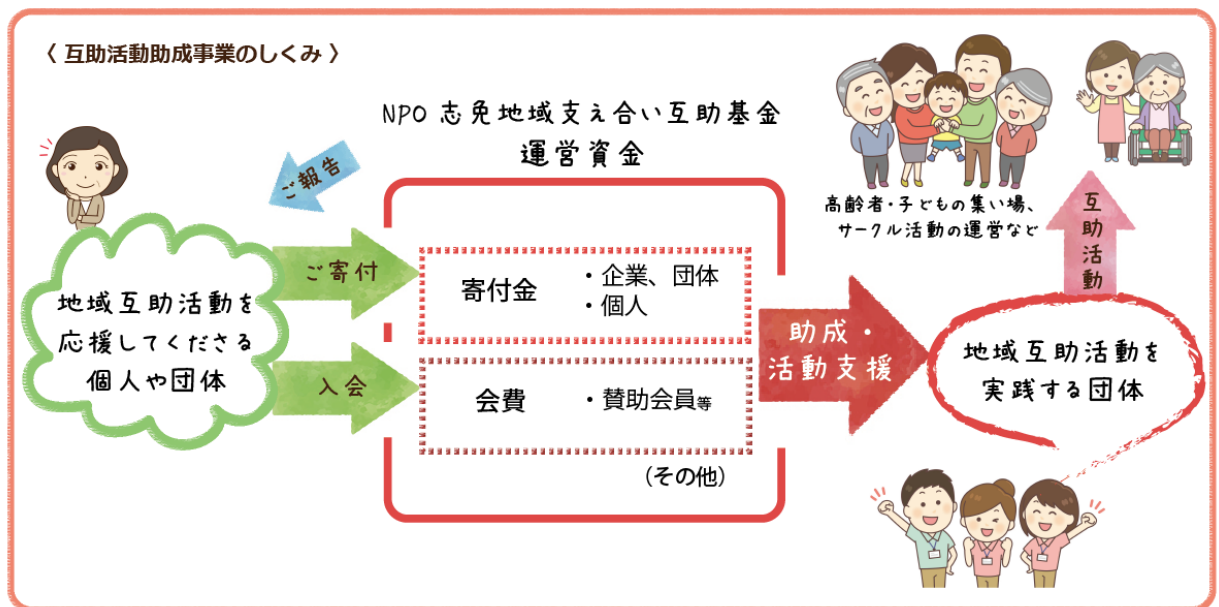 〈 互助活動助成事業のしくみ 〉
NPO 志免地域支え合い互助基金
運営資金
ご報告
地域互助活動を
応援してくださる
個人や団体
ご寄付
入会
寄付金
・企業、団体
・個人
会費
・賛助会員等
（その他）
助成・
活動支援
地域互助活動を
実践する団体
互助活動
高齢者・子どもの集い場、
サークル活動の運営など